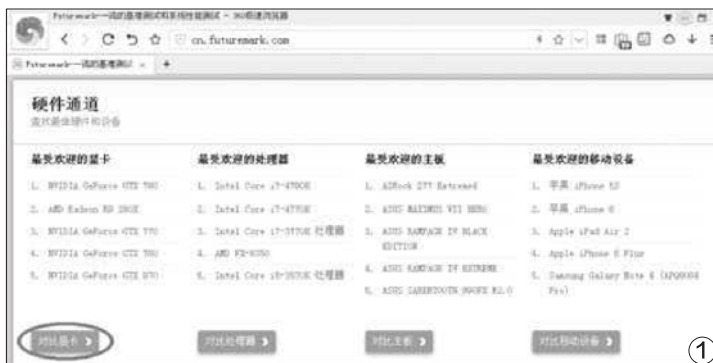 Futuremark—流的基准测试和系统性能测试 - 360极速浏览器
cn.futuremark.com
硬件通道
查找最佳硬件和设备
最受欢迎的显卡
1. NVIDIA GeForce GTX 780
2. AMD Radeon R9 290X
3. NVIDIA GeForce GTX 770
4. NVIDIA GeForce GTX
5. NVIDIA GeForce GTX 970
对比显卡
最受欢迎的处理器
1. Intel Core i7-4790K
2. Intel Core i7-4770K
3. Intel Core i7-3770K 处理器
4. AMD FX-8350
5. Intel Core i5-3570K 处理器
对比处理器
最受欢迎的主板
1. ASRock Z77 Extreme4
2. ASUS MAXIMUS VII HERO
3. ASUS RAMPAGE IV BLACK
EDITION
4. ASUS RAMPAGE IV EXTREME
5. ASUS SABERTOOTH 990FX R2.0
对比主板
最受欢迎的移动设备
1. 苹果 iPhone
2. 苹果 iPhone 6
3. Apple iPad Air 2
4. Apple iPhone 6 Plus
5. Samsung Galaxy Note 4
对比移动设备
①